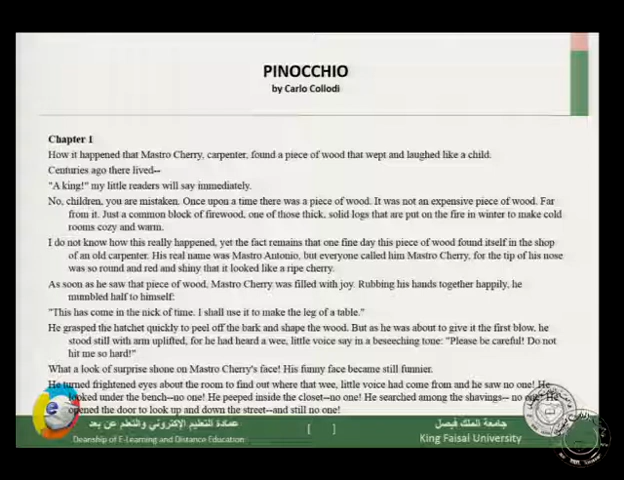 PINOCCHIO
by Carlo Collodi
Chapter 1
How it happened that Mastro Cherry, carpenter, found a piece of wood that wept and laughed like a child.
Centuries ago there lived--
"A king!" my little readers will say immediately.
No, children, you are mistaken. Once upon a time there was a piece of wood. It was not an expensive piece of wood. Far
from it. Just a common block of firewood, one of those thick, solid logs that are put on the fire in winter to make cold
rooms cozy and warm.
I do not know how this really happened, yet the fact remains that one fine day this piece of wood found itself in the shop
of an old carpenter. His real name was Mastro Antonio, but everyone called him Mastro Cherry, for the tip of his nose
was so round and red and shiny that it looked like a ripe cherry.
As soon as he saw that piece of wood, Mastro Cherry was filled with joy. Rubbing his hands together happily, he
mumbled half to himself:
"This has come in the nick of time. I shall use it to make the leg of a table."
He grasped the hatchet quickly to peel off the bark and shape the wood. But as he was about to give it the first blow, he
stood still with arm uplifted, for he had heard a wee, little voice say in a beseeching tone: "Please be careful! Do not
hit me so hard!"
What a look of surprise shone on Mastro Cherry's face! His funny face became still funnier.
He turned frightened eyes about the room to find out where that wee, little voice had come from and he saw no one! He
looked under the bench--no one! He peeped inside the closet--no one! He searched among the shavings-- no one! He
opened the door to look up and down the street--and still no one!
عمادة التعليم الإلكتروني والتعلم عن بعد
Deanship of E-Learning and Distance Education
[ ]
جامعة الملك فيصل
King Faisal University